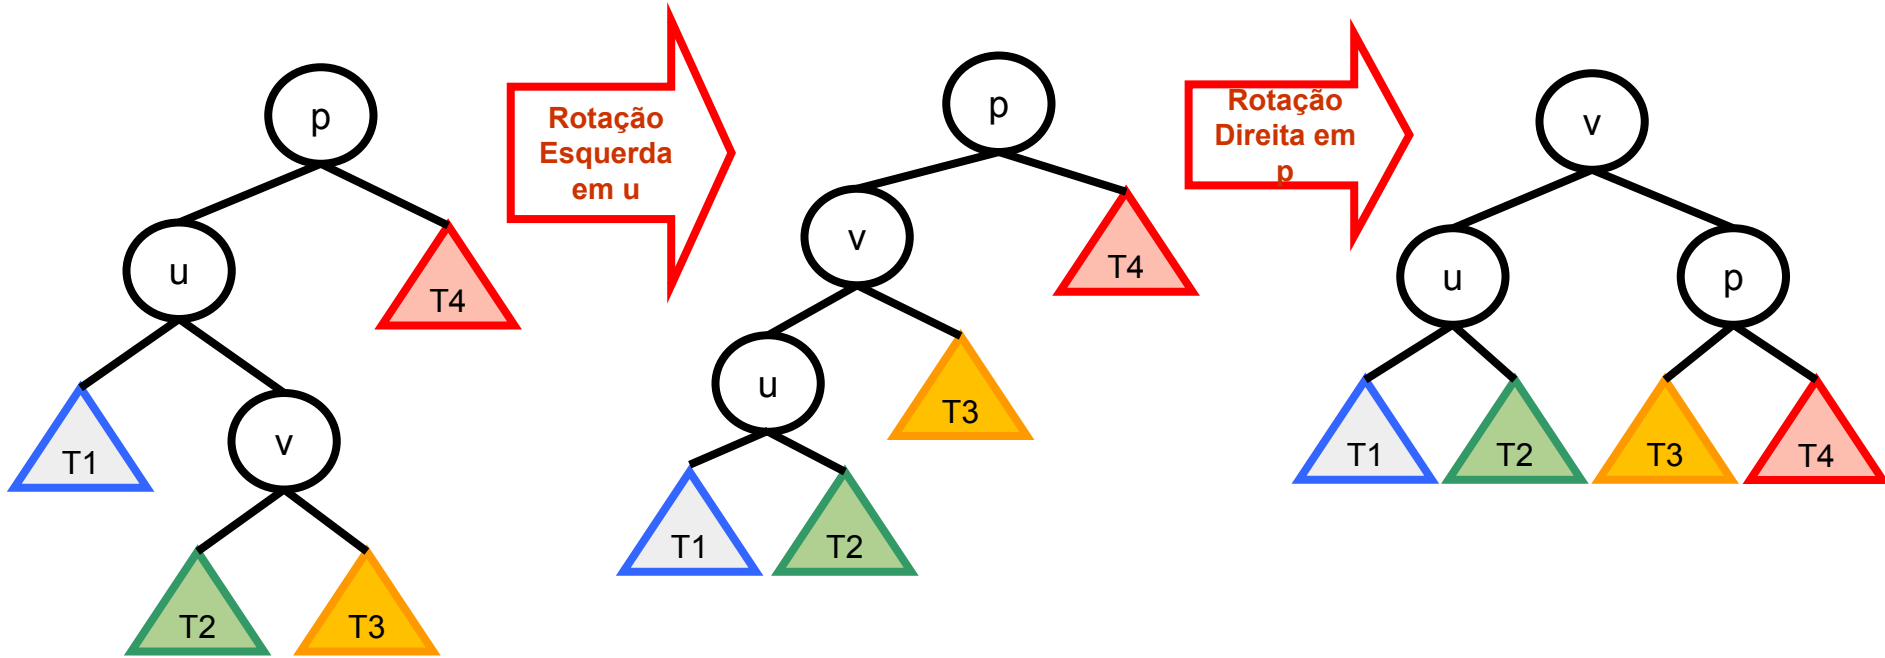 p
u
T4
T1
v
T2
T3
Rotação
Esquerda
em u
p
v
T4
u
T3
T1
T2
Rotação
Direita em
p
v
u
p
T1
T2
T3
T4